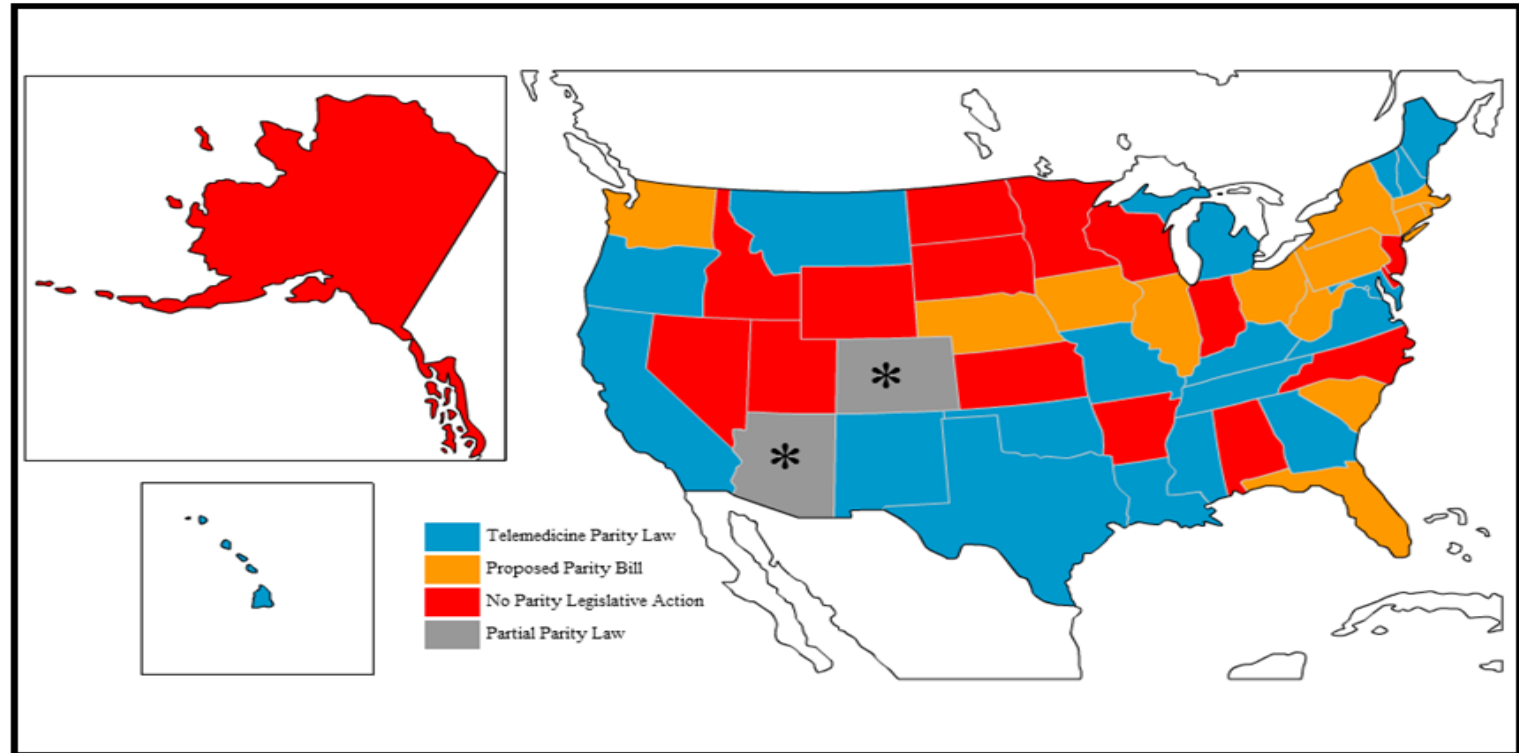 *
*
Telemedicine Parity Law
Proposed Parity Bill
No Parity Legislative Action
Partial Parity Law